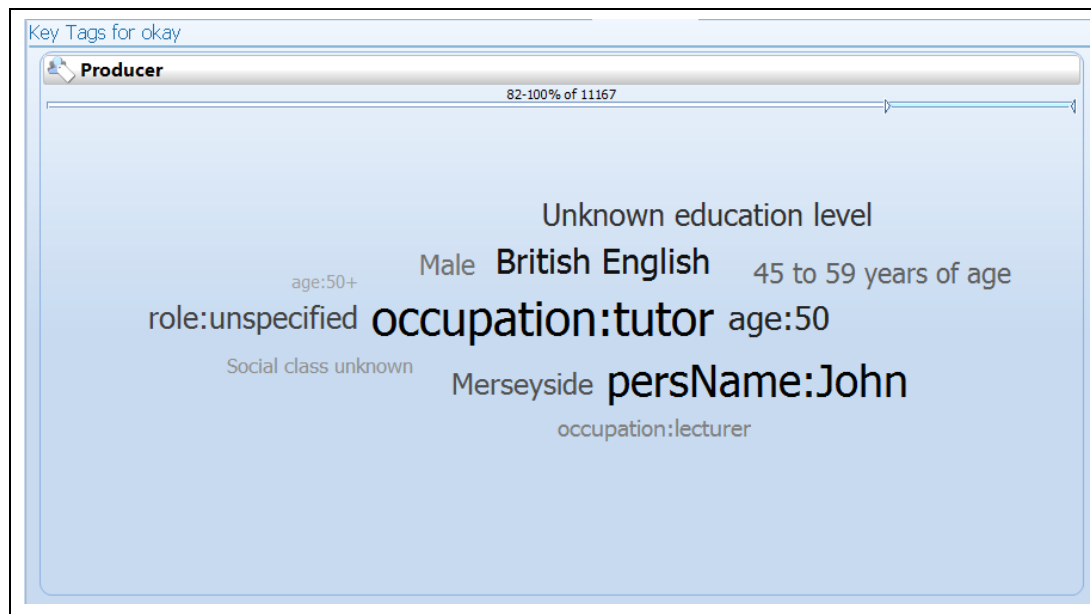 Key Tags for okay
Producer
82-100% of 11167
Unknown education level
Male British English 45 to 59 years of age
age:50+
role:unspecified occupation:tutor age:50
Social class unknown
Merseyside persName:John
occupation:lecturer